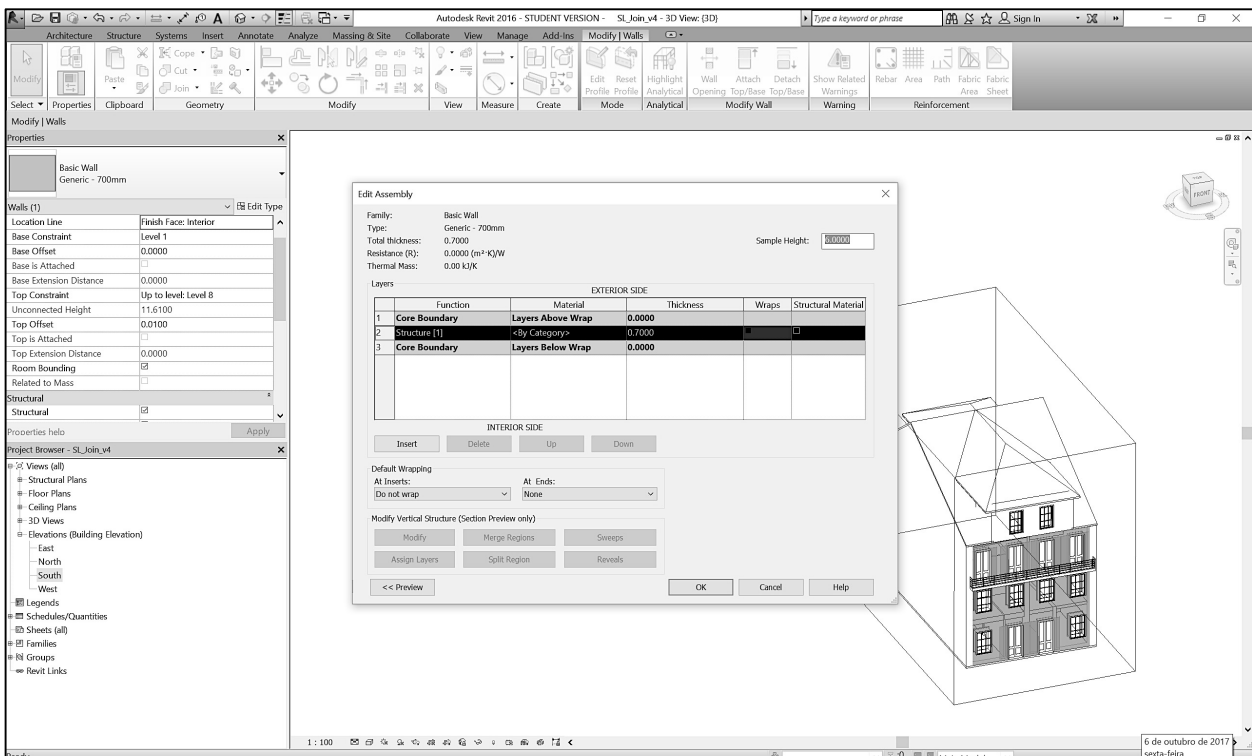 Autodesk Revit 2016 - STUDENT VERSION - SL_Join_v4 - 3D View: {3D}
Type a keyword or phrase
Sign In
Architecture Structure Systems Insert Annotate Analyze Massing & Site Collaborate View Manage Add-Ins Modify | Walls
Modify
Paste
Cope
Cut
Join
Edit Profile
Reset Profile
Highlight Analytical
Wall Opening
Attach Top/Base
Detach Top/Base
Show Related Warnings
Rebar
Area
Path
Fabric Area
Fabric Sheet
Select Properties Clipboard Geometry Modify View Measure Create Mode Analytical Modify Wall Warning Reinforcement
Modify | Walls
Properties
Basic Wall
Generic - 700mm
Walls (1) Edit Type
Location Line Finish Face: Interior
Base Constraint Level 1
Base Offset 0.0000
Base is Attached
Base Extension Distance 0.0000
Top Constraint Up to level: Level 8
Unconnected Height 11.6100
Top Offset 0.0100
Top is Attached
Top Extension Distance 0.0000
Room Bounding
Related to Mass
Structural
Structural
Properties help Apply
Project Browser - SL_Join_v4
Views (all)
Structural Plans
Floor Plans
Ceiling Plans
3D Views
Elevations (Building Elevation)
East
North
South
West
Legends
Schedules/Quantities
Sheets (all)
Families
Groups
Revit Links
Edit Assembly
Family: Basic Wall
Type: Generic - 700mm
Total thickness: 0.7000 Sample Height: 6.0000
Resistance (R): 0.0000 (m²·K)/W
Thermal Mass: 0.00 kJ/K
Layers
EXTERIOR SIDE
Function Material Thickness Wraps Structural Material
1 Core Boundary Layers Above Wrap 0.0000
2 Structure [1] <By Category> 0.7000
3 Core Boundary Layers Below Wrap 0.0000
INTERIOR SIDE
Insert Delete Up Down
Default Wrapping
At Inserts: At Ends:
Do not wrap None
Modify Vertical Structure (Section Preview only)
Modify Merge Regions Sweeps
Assign Layers Split Region Reveals
<< Preview OK Cancel Help
FRONT
1 : 100
6 de outubro de 2017
sexta-feira